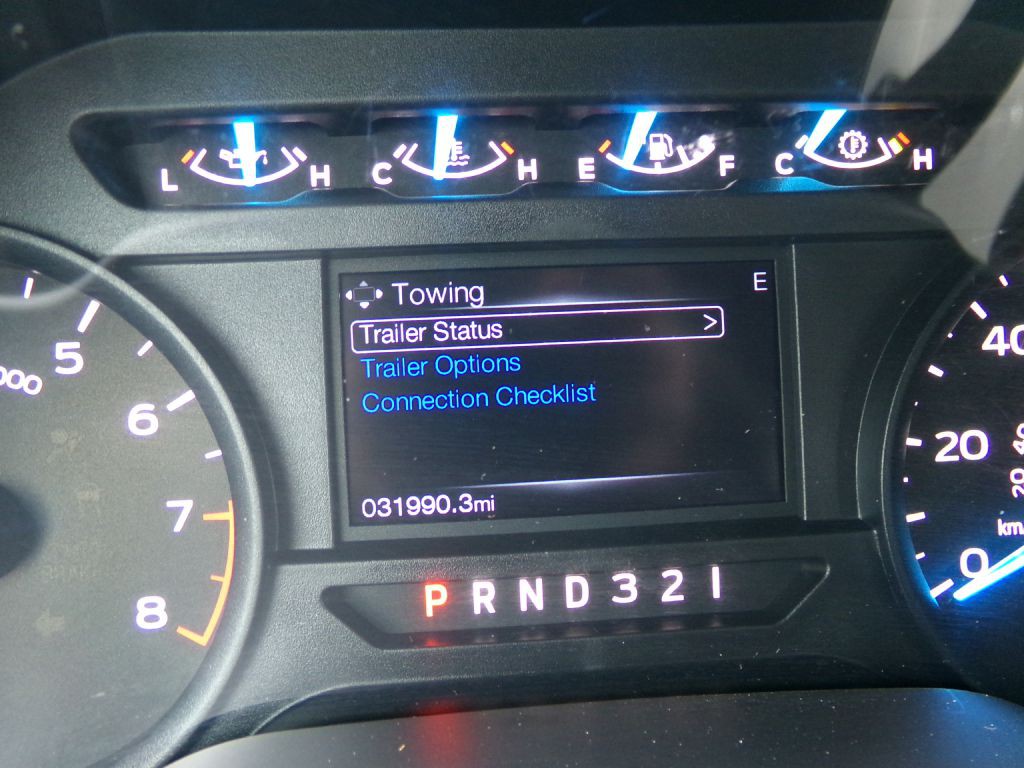 L H C H E F C H
Towing E
Trailer Status >
Trailer Options
Connection Checklist
031990.3mi
P R N D 3 2 1
5
6
7
8
40
20
0
km